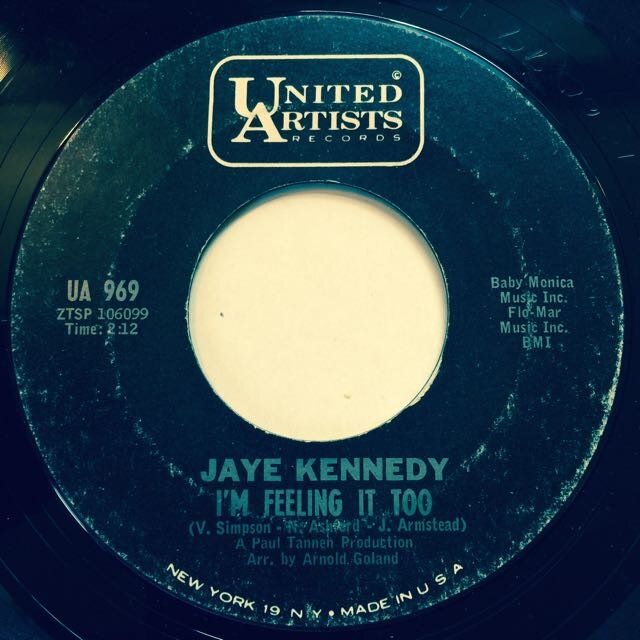 ©
UNITED
ARTISTS
RECORDS
UA 969
ZTSP 106099
Time: 2:12
Baby Monica
Music Inc.
Flo-Mar
Music Inc.
BMI
JAYE KENNEDY
I'M FEELING IT TOO
(V. Simpson - N. Ashford - J. Armstead)
A Paul Tannen Production
Arr. by Arnold Goland
NEW YORK 19 N Y • MADE IN U S A